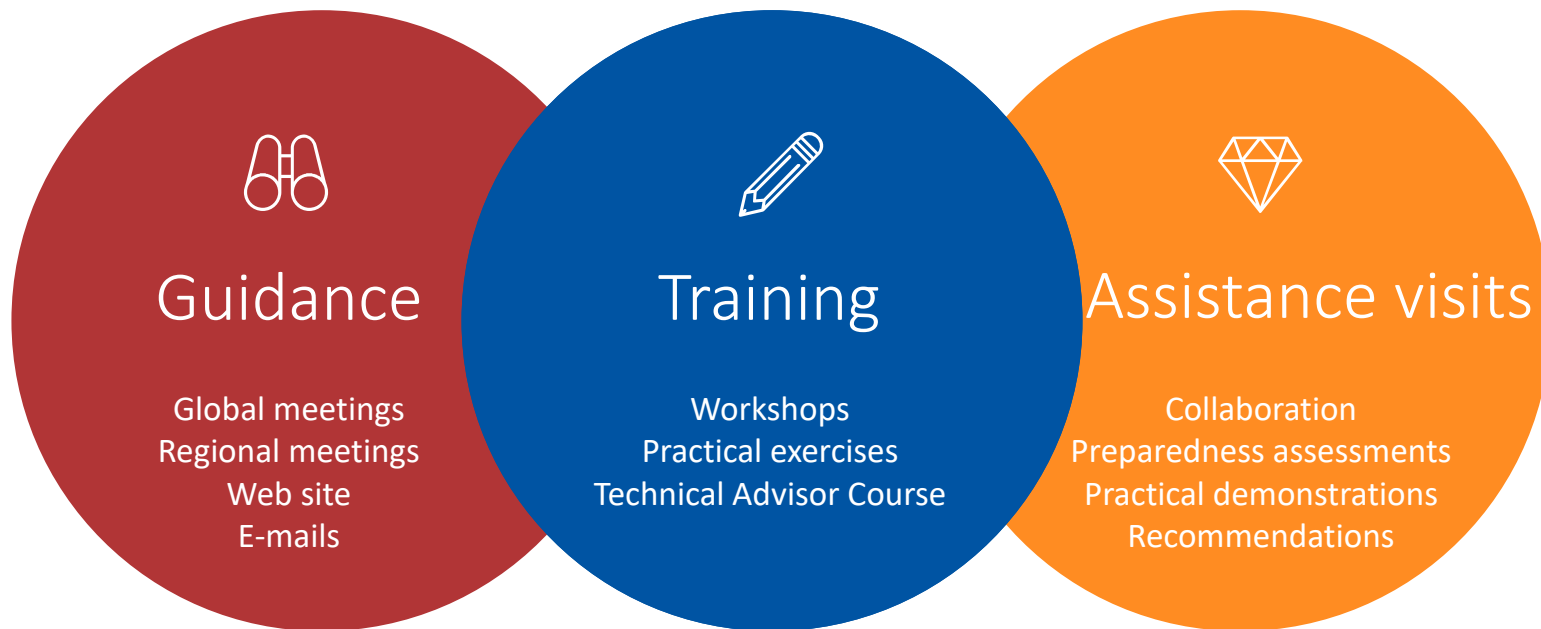 Guidance
Global meetings
Regional meetings
Web site
E-mails
Training
Workshops
Practical exercises
Technical Advisor Course
Assistance visits
Collaboration
Preparedness assessments
Practical demonstrations
Recommendations